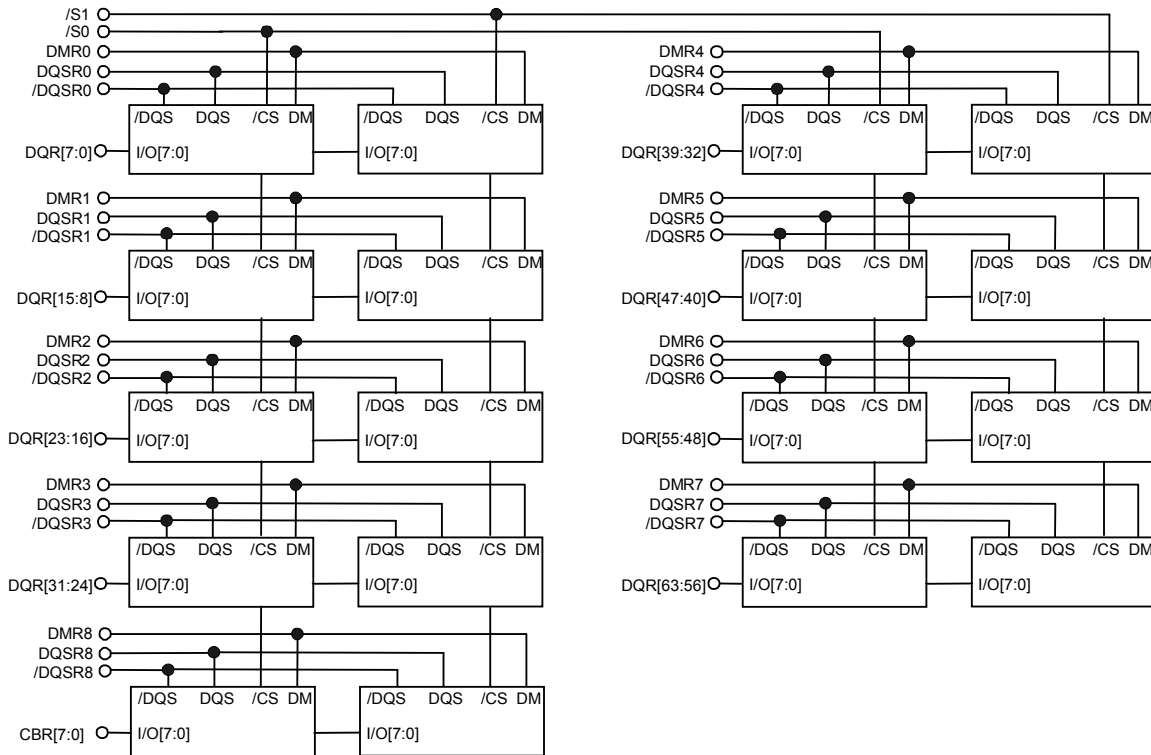 /S1
/S0
DMR0
DQSR0
/DQSR0
/DQS DQS /CS DM
/DQS DQS /CS DM
DQR[7:0]
I/O[7:0]
I/O[7:0]
DMR1
DQSR1
/DQSR1
/DQS DQS /CS DM
/DQS DQS /CS DM
DQR[15:8]
I/O[7:0]
I/O[7:0]
DMR2
DQSR2
/DQSR2
/DQS DQS /CS DM
/DQS DQS /CS DM
DQR[23:16]
I/O[7:0]
I/O[7:0]
DMR3
DQSR3
/DQSR3
/DQS DQS /CS DM
/DQS DQS /CS DM
DQR[31:24]
I/O[7:0]
I/O[7:0]
DMR8
DQSR8
/DQSR8
/DQS DQS /CS DM
/DQS DQS /CS DM
CBR[7:0]
I/O[7:0]
I/O[7:0]
DMR4
DQSR4
/DQSR4
/DQS DQS /CS DM
/DQS DQS /CS DM
DQR[39:32]
I/O[7:0]
I/O[7:0]
DMR5
DQSR5
/DQSR5
/DQS DQS /CS DM
/DQS DQS /CS DM
DQR[47:40]
I/O[7:0]
I/O[7:0]
DMR6
DQSR6
/DQSR6
/DQS DQS /CS DM
/DQS DQS /CS DM
DQR[55:48]
I/O[7:0]
I/O[7:0]
DMR7
DQSR7
/DQSR7
/DQS DQS /CS DM
/DQS DQS /CS DM
DQR[63:56]
I/O[7:0]
I/O[7:0]